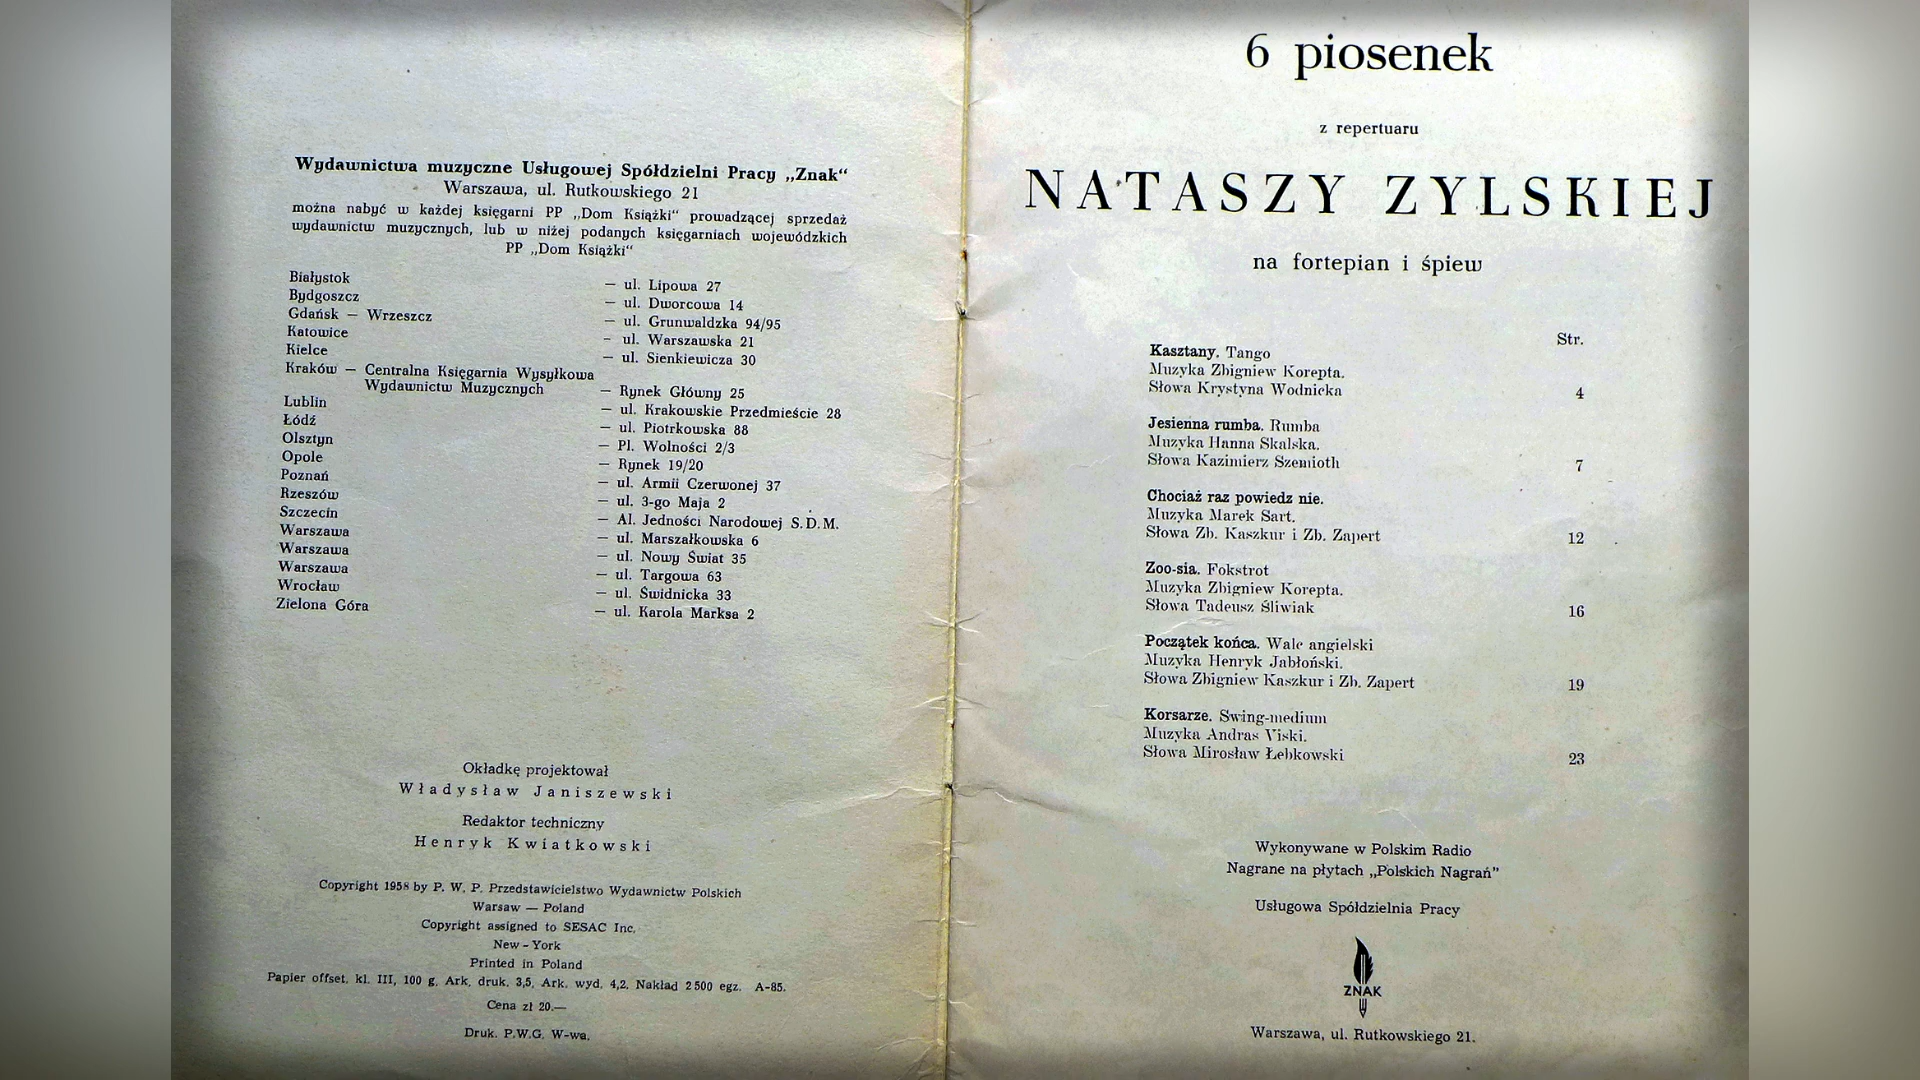 Wydawnictwa muzyczne Usługowej Spółdzielni Pracy „Znak“
Warszawa, ul. Rutkowskiego 21
można nabyć w każdej księgarni PP „Dom Książki“ prowadzącej sprzedaż
wydawnictw muzycznych, lub w niżej podanych księgarniach wojewódzkich
PP „Dom Książki“
Białystok — ul. Lipowa 27
Bydgoszcz — ul. Dworcowa 14
Gdańsk — Wrzeszcz — ul. Grunwaldzka 94/95
Katowice - ul. Warszawska 21
Kielce — ul. Sienkiewicza 30
Kraków — Centralna Księgarnia Wysyłkowa
Wydawnictw Muzycznych — Rynek Główny 25
Lublin — ul. Krakowskie Przedmieście 28
Łódź — ul. Piotrkowska 88
Olsztyn — Pl. Wolności 2/3
Opole — Rynek 19/20
Poznań — ul. Armii Czerwonej 37
Rzeszów — ul. 3-go Maja 2
Szczecin — Al. Jedności Narodowej S.D.M.
Warszawa — ul. Marszałkowska 6
Warszawa — ul. Nowy Świat 35
Warszawa — ul. Targowa 63
Wrocław — ul. Świdnicka 33
Zielona Góra — ul. Karola Marksa 2
Okładkę projektował
Władysław Janiszewski
Redaktor techniczny
Henryk Kwiatkowski
Copyright 1958 by P. W. P. Przedstawicielstwo Wydawnictw Polskich
Warsaw — Poland
Copyright assigned to SESAC Inc.
New - York
Printed in Poland
Papier offset. kl. III, 100 g. Ark. druk. 3,5. Ark. wyd. 4,2. Nakład 2500 egz. A-85.
Cena zł 20.—
Druk. P.W.G. W-wa.
6 piosenek
z repertuaru
NATASZY ZYLSKIEJ
na fortepian i śpiew
Str.
Kasztany. Tango
Muzyka Zbigniew Korepta.
Słowa Krystyna Wodnicka 4
Jesienna rumba. Rumba
Muzyka Hanna Skalska.
Słowa Kazimierz Szemioth 7
Chociaż raz powiedz nie.
Muzyka Marek Sart.
Słowa Zb. Kaszkur i Zb. Zapert 12
Zoo-sia. Fokstrot
Muzyka Zbigniew Korepta.
Słowa Tadeusz Śliwiak 16
Początek końca. Walc angielski
Muzyka Henryk Jabłoński.
Słowa Zbigniew Kaszkur i Zb. Zapert 19
Korsarze. Swing-medium
Muzyka Andras Viski.
Słowa Mirosław Łebkowski 23
Wykonywane w Polskim Radio
Nagrane na płytach „Polskich Nagrań”
Usługowa Spółdzielnia Pracy
ZNAK
Warszawa, ul. Rutkowskiego 21.